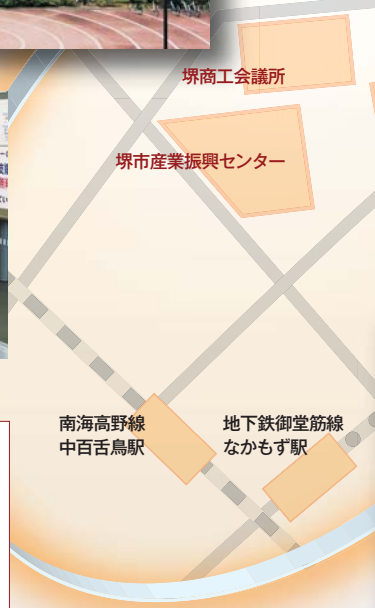 堺商工会議所
堺市産業振興センター
南海高野線
中百舌鳥駅
地下鉄御堂筋線
なかもず駅